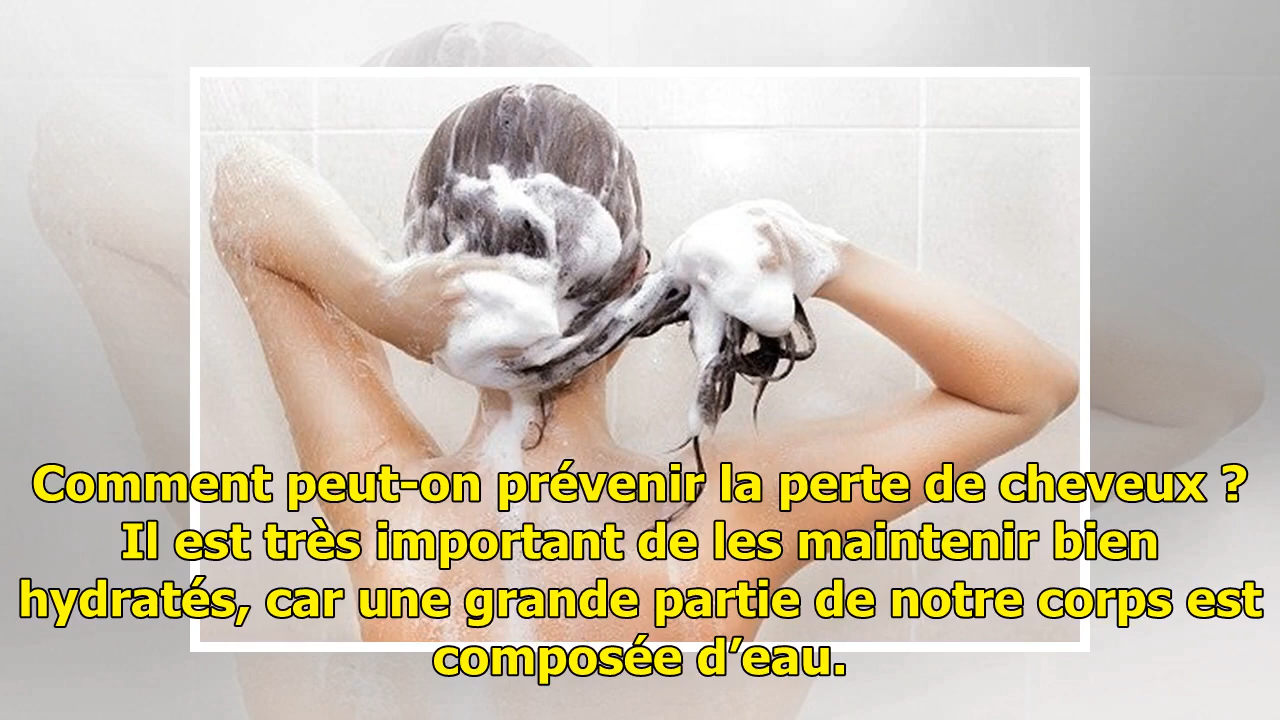 Comment peut-on prévenir la perte de cheveux ?
Il est très important de les maintenir bien
hydratés, car une grande partie de notre corps est
composée d’eau.